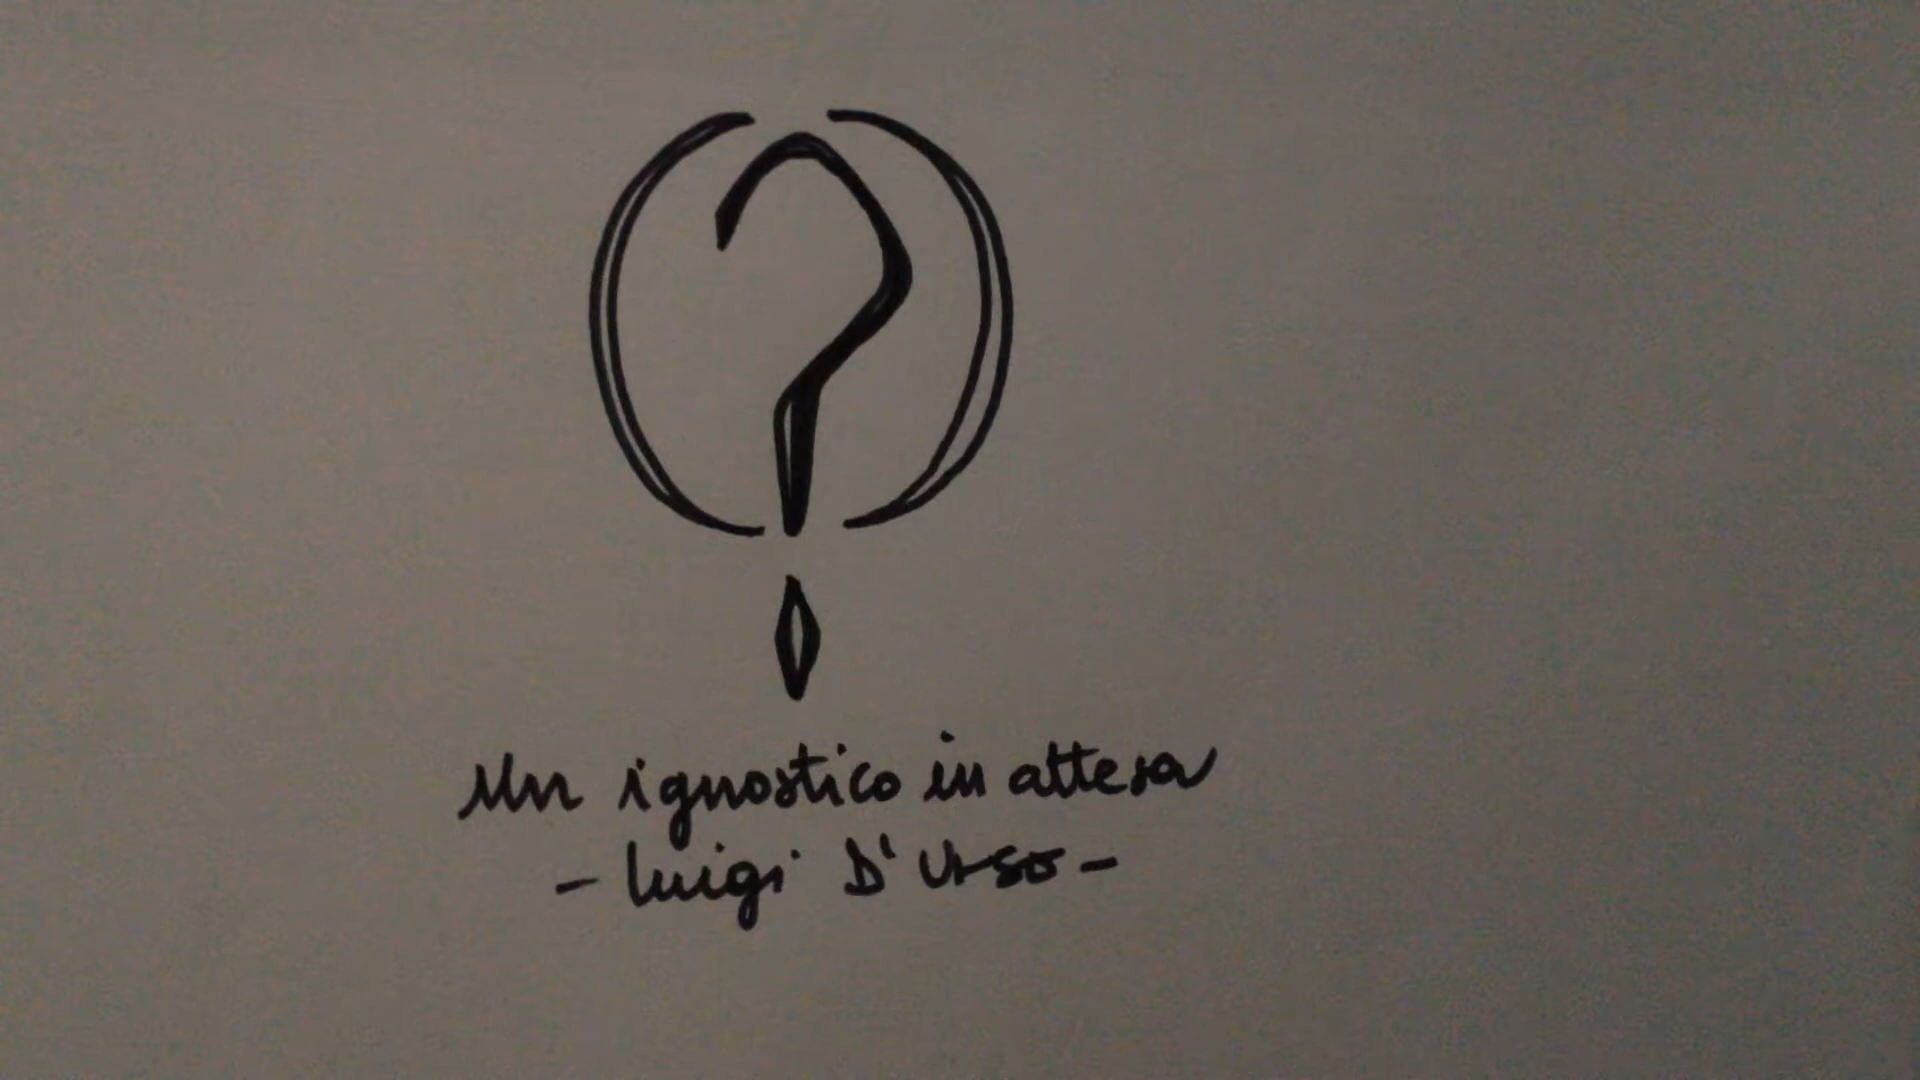 (?)
Un ignostico in attesa
- Luigi D'Urso -